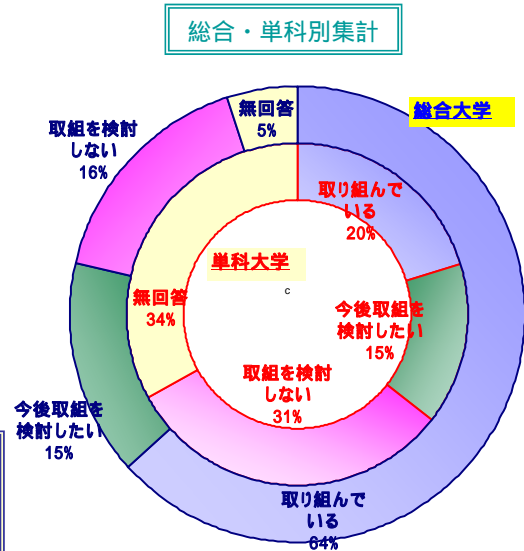 総合・単科別集計
総合大学
無回答
5%
取組を検討
しない
16%
取り組んで
いる
20%
単科大学
c
無回答
34%
今後取組を
検討したい
15%
取組を検討
しない
31%
今後取組を
検討したい
15%
取り組んで
いる
64%